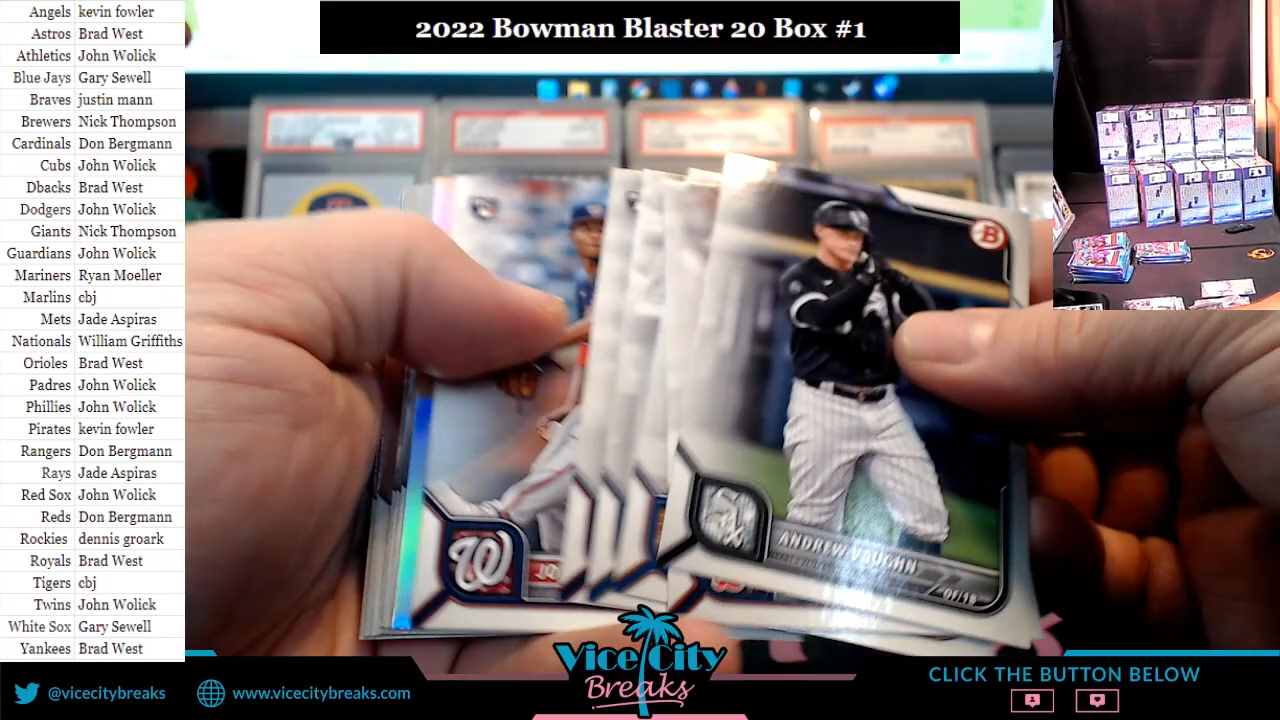 2022 Bowman Blaster 20 Box #1
Angels kevin fowler
Astros Brad West
Athletics John Wolick
Blue Jays Gary Sewell
Braves justin mann
Brewers Nick Thompson
Cardinals Don Bergmann
Cubs John Wolick
Dbacks Brad West
Dodgers John Wolick
Giants Nick Thompson
Guardians John Wolick
Mariners Ryan Moeller
Marlins cbj
Mets Jade Aspiras
Nationals William Griffiths
Orioles Brad West
Padres John Wolick
Phillies John Wolick
Pirates kevin fowler
Rangers Don Bergmann
Rays Jade Aspiras
Red Sox John Wolick
Reds Don Bergmann
Rockies dennis groark
Royals Brad West
Tigers cbj
Twins John Wolick
White Sox Gary Sewell
Yankees Brad West
B
W
JO
ANDREW VAUGHN
OF/1B
Vice City
Breaks
@vicecitybreaks
www.vicecitybreaks.com
CLICK THE BUTTON BELOW